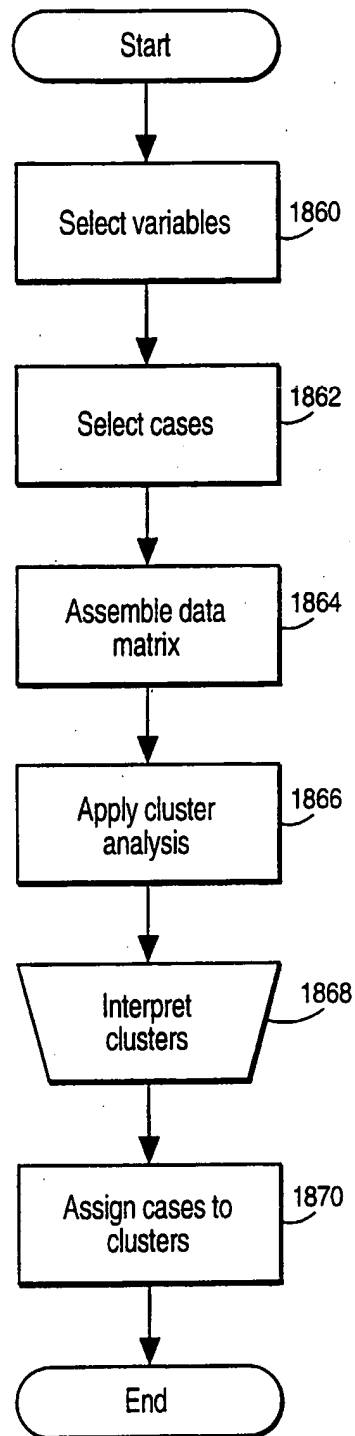 Start
Select variables
1860
Select cases
1862
Assemble data
matrix
1864
Apply cluster
analysis
1866
Interpret
clusters
1868
Assign cases to
clusters
1870
End